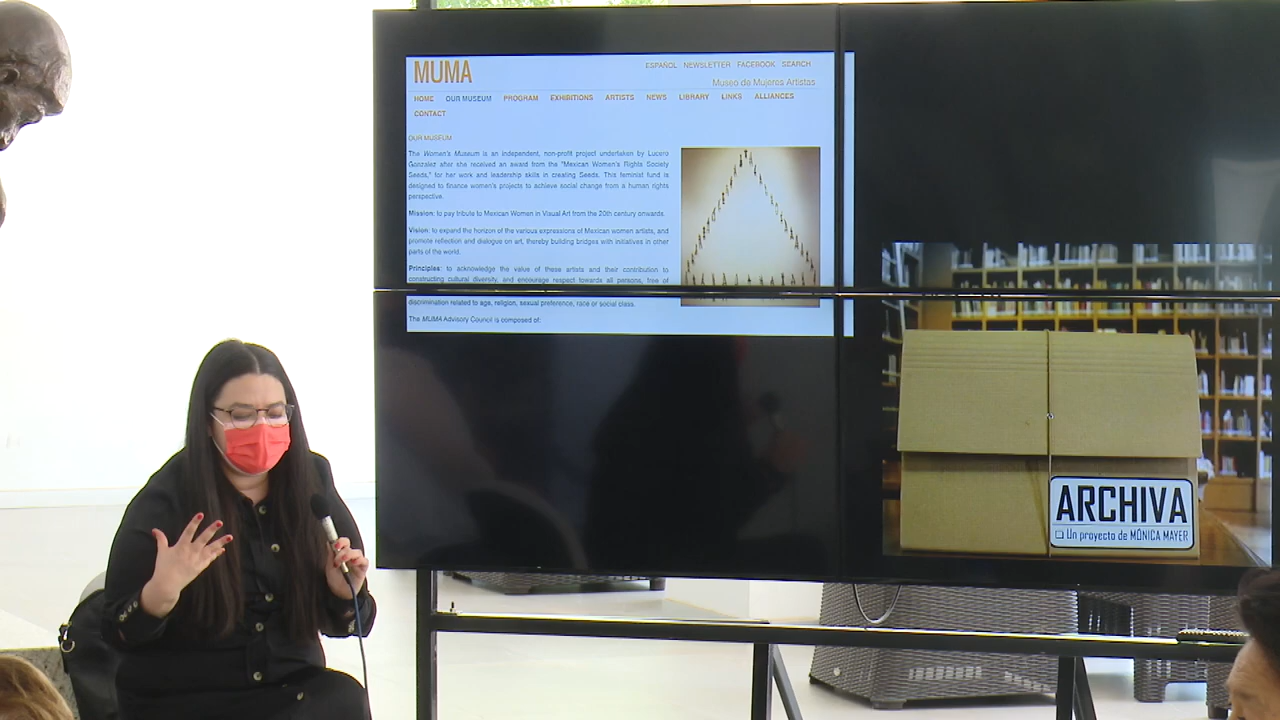 MUMA
ESPAÑOL NEWSLETTER FACEBOOK SEARCH
Museo de Mujeres Artistas
HOME OUR MUSEUM PROGRAM EXHIBITIONS ARTISTS NEWS LIBRARY LINKS ALLIANCES
CONTACT
OUR MUSEUM
The Women's Museum is an independent, non-profit project undertaken by Lucero
Gonzalez after she received an award from the "Mexican Women's Rights Society
Seeds," for her work and leadership skills in creating Seeds. This feminist fund is
designed to finance women's projects to achieve social change from a human rights
perspective.
Mission: to pay tribute to Mexican Women in Visual Art from the 20th century onwards.
Vision: to expand the horizon of the various expressions of Mexican women artists, and
promote reflection and dialogue on art, thereby building bridges with initiatives in other
parts of the world.
Principles: to acknowledge the value of these artists and their contribution to
constructing cultural diversity, and encourage respect towards all persons, free of
discrimination related to age, religion, sexual preference, race or social class.
The MUMA Advisory Council is composed of:
ARCHIVA
Un proyecto de MÓNICA MAYER